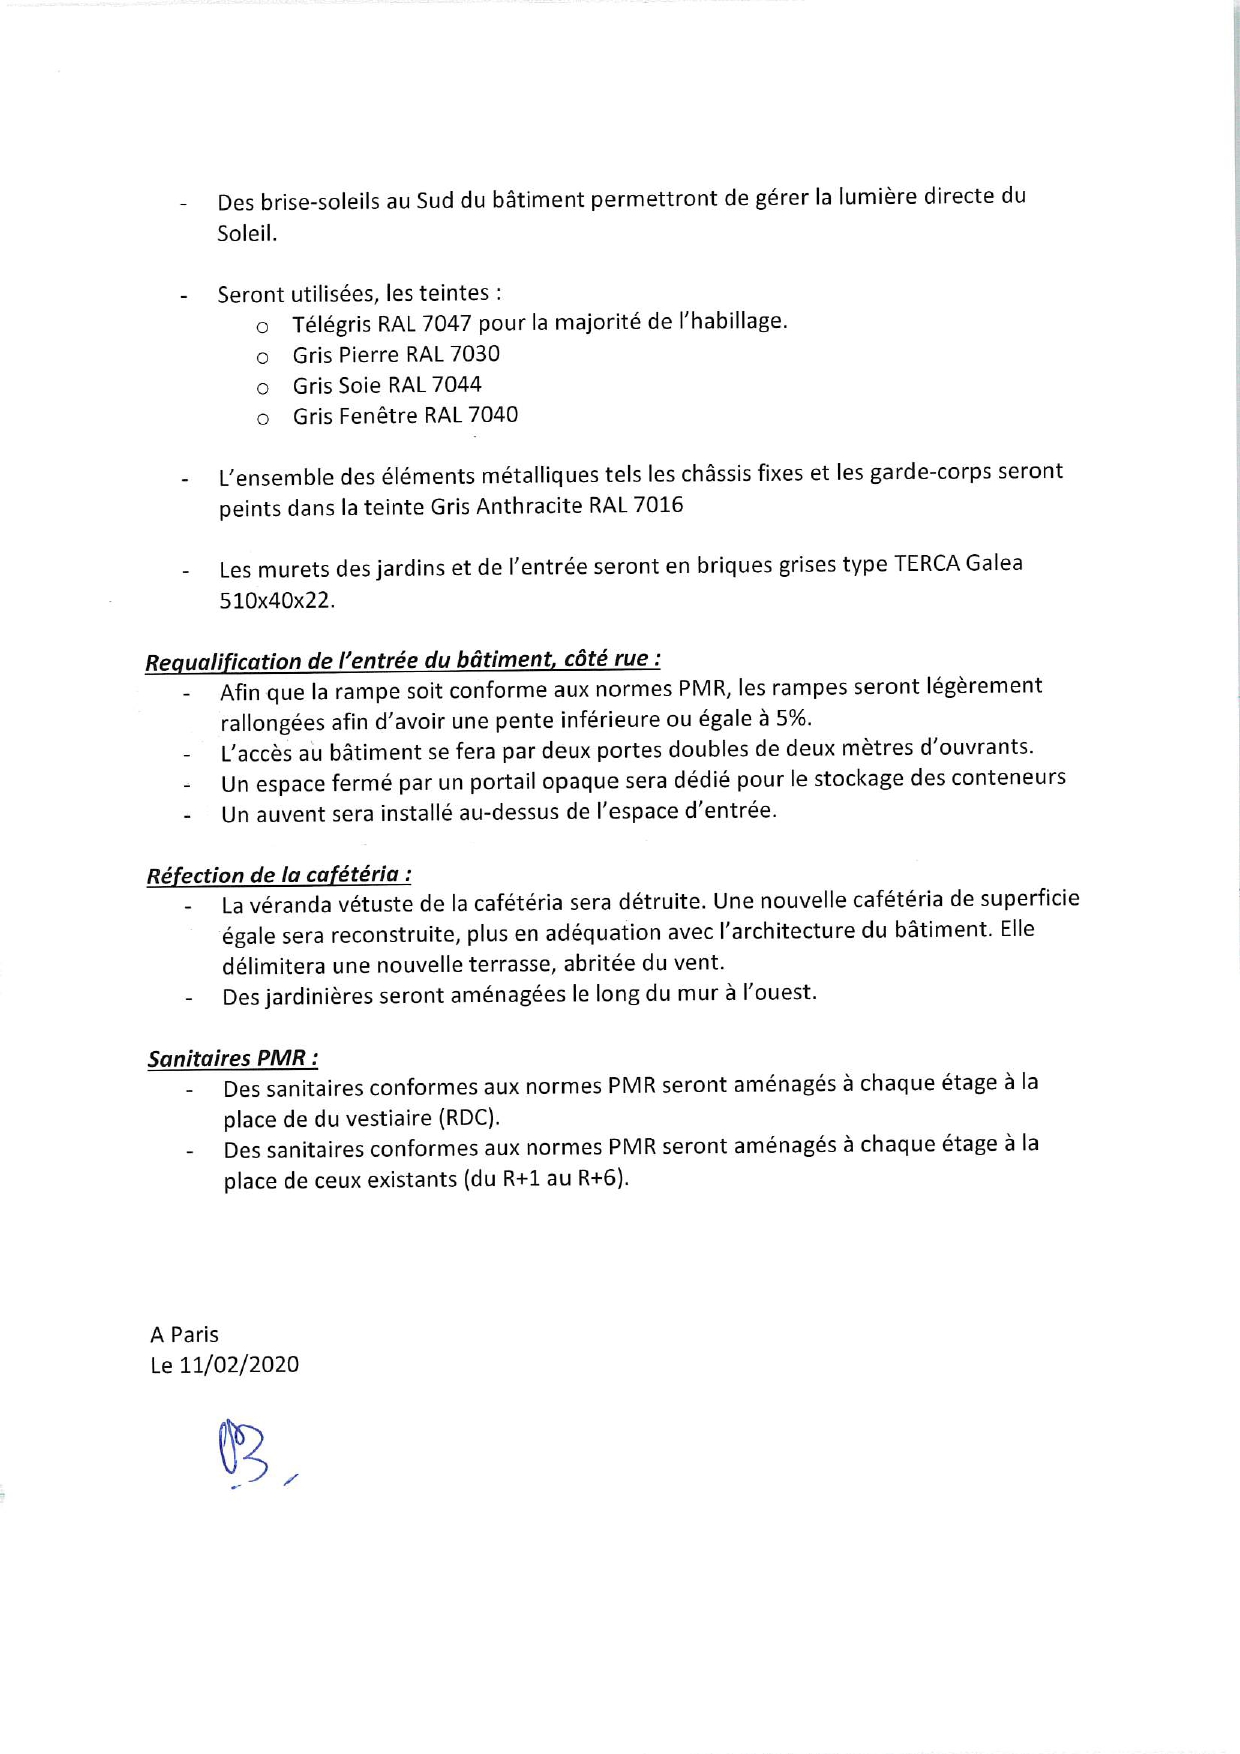 - Des brise-soleils au Sud du bâtiment permettront de gérer la lumière directe du
Soleil.
- Seront utilisées, les teintes :
o Télégris RAL 7047 pour la majorité de l'habillage.
o Gris Pierre RAL 7030
o Gris Soie RAL 7044
o Gris Fenêtre RAL 7040
- L'ensemble des éléments métalliques tels les châssis fixes et les garde-corps seront
peints dans la teinte Gris Anthracite RAL 7016
- Les murets des jardins et de l'entrée seront en briques grises type TERCA Galea
510x40x22.
Requalification de l'entrée du bâtiment, côté rue :
- Afin que la rampe soit conforme aux normes PMR, les rampes seront légèrement
rallongées afin d'avoir une pente inférieure ou égale à 5%.
- L'accès au bâtiment se fera par deux portes doubles de deux mètres d'ouvrants.
- Un espace fermé par un portail opaque sera dédié pour le stockage des conteneurs
- Un auvent sera installé au-dessus de l'espace d'entrée.
Réfection de la cafétéria :
- La véranda vétuste de la cafétéria sera détruite. Une nouvelle cafétéria de superficie
égale sera reconstruite, plus en adéquation avec l'architecture du bâtiment. Elle
délimitera une nouvelle terrasse, abritée du vent.
- Des jardinières seront aménagées le long du mur à l'ouest.
Sanitaires PMR :
- Des sanitaires conformes aux normes PMR seront aménagés à chaque étage à la
place de du vestiaire (RDC).
- Des sanitaires conformes aux normes PMR seront aménagés à chaque étage à la
place de ceux existants (du R+1 au R+6).
A Paris
Le 11/02/2020